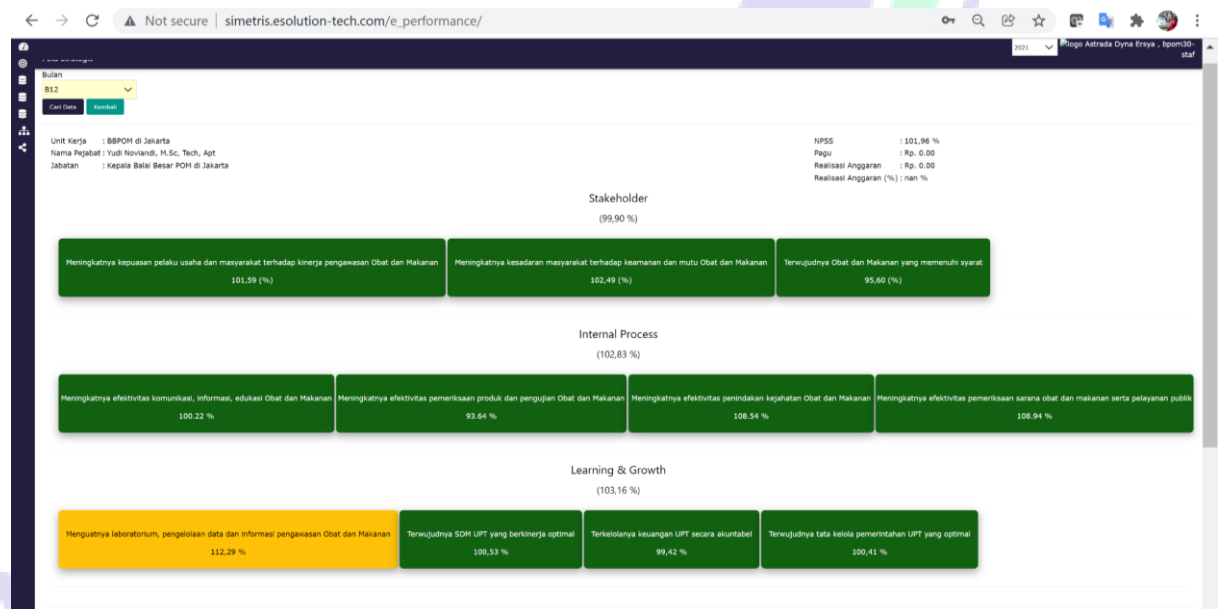 Not secure | simetris.esolution-tech.com/e_performance/
2021
logo Astrada Dyna Ersya , bpom30-
staf
Bulan
B12
Cari Data Kembali
Unit Kerja : BBPOM di Jakarta
Nama Pejabat : Yudi Noviandi, M.Sc, Tech, Apt
Jabatan : Kepala Balai Besar POM di Jakarta
NPSS : 101,96 %
Pagu : Rp. 0.00
Realisasi Anggaran : Rp. 0.00
Realisasi Anggaran (%) : nan %
Stakeholder
(99,90 %)
Meningkatnya kepuasan pelaku usaha dan masyarakat terhadap kinerja pengawasan Obat dan Makanan
101,59 (%)
Meningkatnya kesadaran masyarakat terhadap keamanan dan mutu Obat dan Makanan
102,49 (%)
Terwujudnya Obat dan Makanan yang memenuhi syarat
95,60 (%)
Internal Process
(102,83 %)
Meningkatnya efektivitas komunikasi, informasi, edukasi Obat dan Makanan
100.22 %
Meningkatnya efektivitas pemeriksaan produk dan pengujian Obat dan Makanan
93.64 %
Meningkatnya efektivitas penindakan kejahatan Obat dan Makanan
108.54 %
Meningkatnya efektivitas pemeriksaan sarana obat dan makanan serta pelayanan publik
108.94 %
Learning & Growth
(103,16 %)
Menguatnya laboratorium, pengelolaan data dan informasi pengawasan Obat dan Makanan
112,29 %
Terwujudnya SDM UPT yang berkinerja optimal
100,53 %
Terkelolanya keuangan UPT secara akuntabel
99,42 %
Terwujudnya tata kelola pemerintahan UPT yang optimal
100,41 %